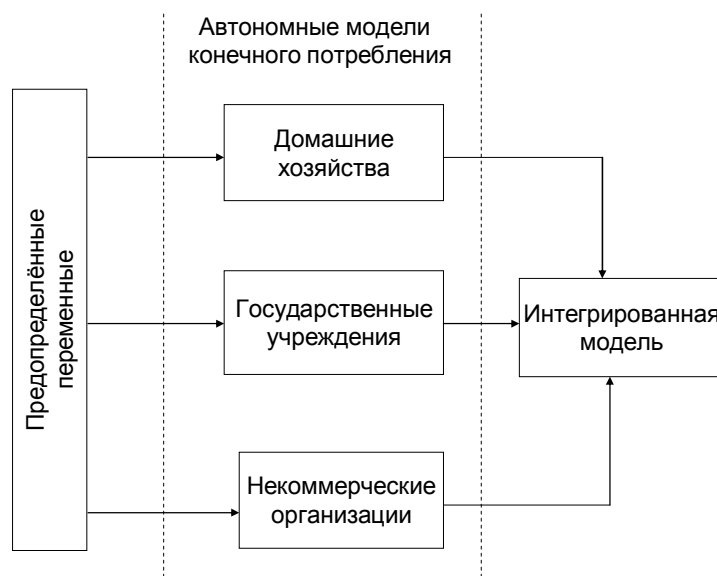 Автономные модели
конечного потребления
Предопределённые
переменные
Домашние
хозяйства
Государственные
учреждения
Интегрированная
модель
Некоммерческие
организации